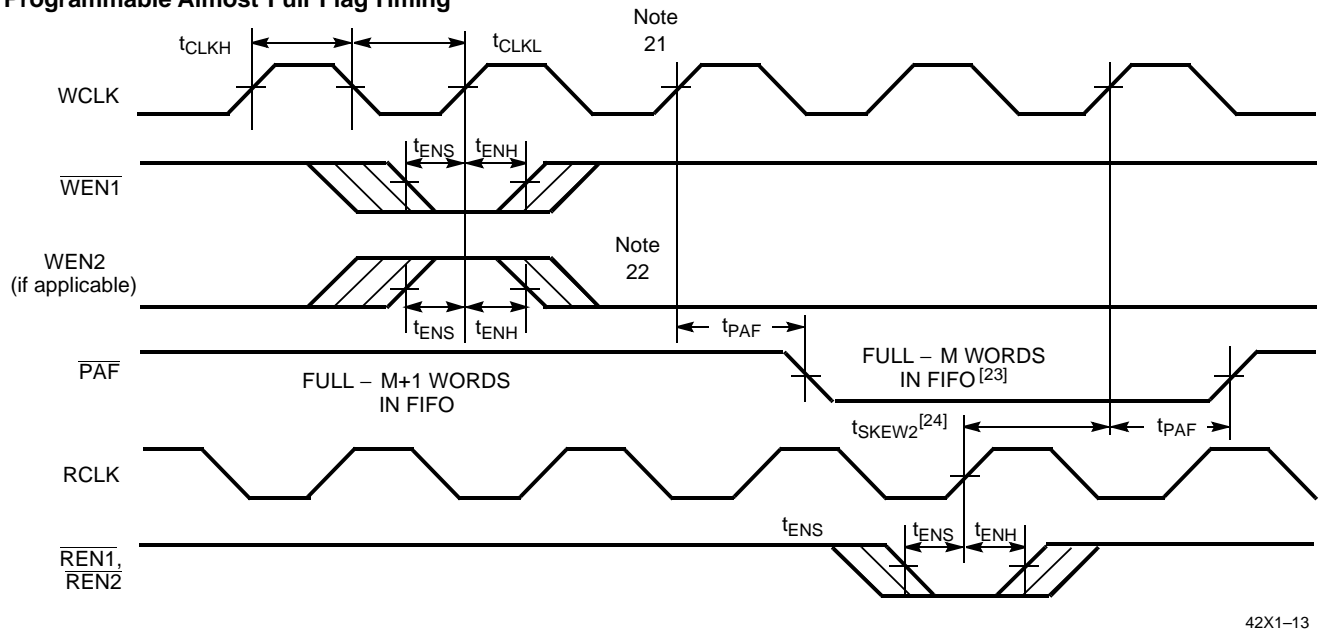 Programmable Almost Full Flag Timing
Note
21
tCLKH
tCLKL
WCLK
tENS
tENH
WEN1
Note
22
WEN2
(if applicable)
tENS
tENH
tPAF
PAF
FULL – M+1 WORDS
IN FIFO
FULL – M WORDS
IN FIFO[23]
tSKEW2[24]
tPAF
RCLK
tENS
tENS
tENH
REN1,
REN2
42X1–13